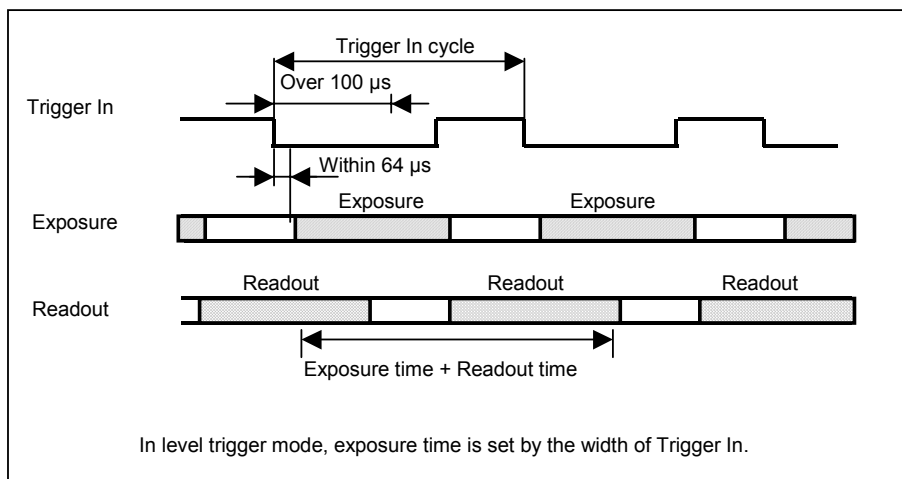 Trigger In cycle
Over 100 µs
Trigger In
Within 64 µs
Exposure Exposure
Exposure
Readout Readout Readout
Readout
Exposure time + Readout time
In level trigger mode, exposure time is set by the width of Trigger In.